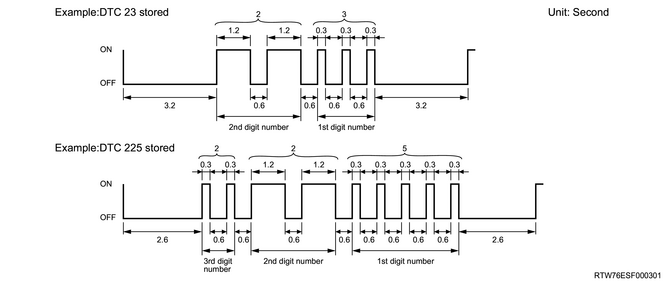 Example:DTC 23 stored
Unit: Second
2 3
1.2 1.2 0.3 0.3 0.3
ON
OFF
3.2 0.6 0.6 0.6 0.6 3.2
2nd digit number 1st digit number
Example:DTC 225 stored
2 2 5
0.3 0.3 1.2 1.2 0.3 0.3 0.3 0.3 0.3
ON
OFF
2.6 0.6 0.6 0.6 0.6 0.6 0.6 0.6 0.6 2.6
3rd digit number 2nd digit number 1st digit number
RTW76ESF000301